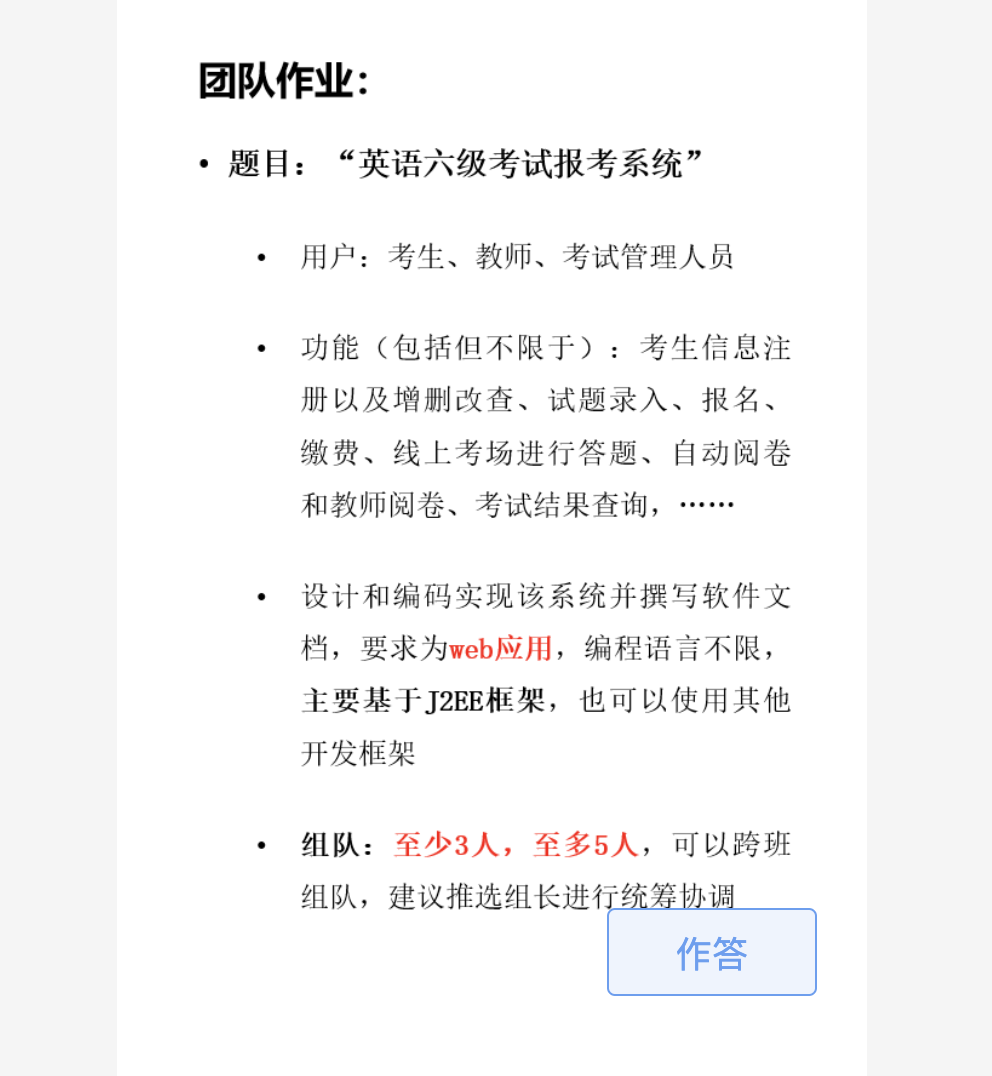 团队作业：
• 题目：“英语六级考试报考系统”
• 用户：考生、教师、考试管理人员
• 功能（包括但不限于）：考生信息注
册以及增删改查、试题录入、报名、
缴费、线上考场进行答题、自动阅卷
和教师阅卷、考试结果查询，……
• 设计和编码实现该系统并撰写软件文
档，要求为web应用，编程语言不限，
主要基于J2EE框架，也可以使用其他
开发框架
• 组队：至少3人，至多5人，可以跨班
组队，建议推选组长进行统筹协调
作答